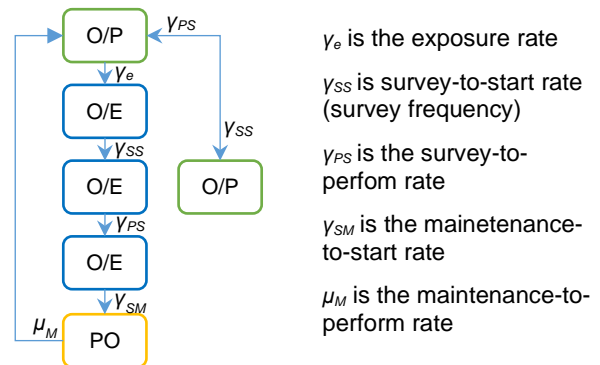 O/P
γPS
γe
O/E
γSS
O/E
γPS
O/E
γSM
μM
PO
γSS
O/P
γe is the exposure rate
γSS is survey-to-start rate
(survey frequency)
γPS is the survey-to-
perfom rate
γSM is the mainetenance-
to-start rate
μM is the maintenance-to-
perform rate